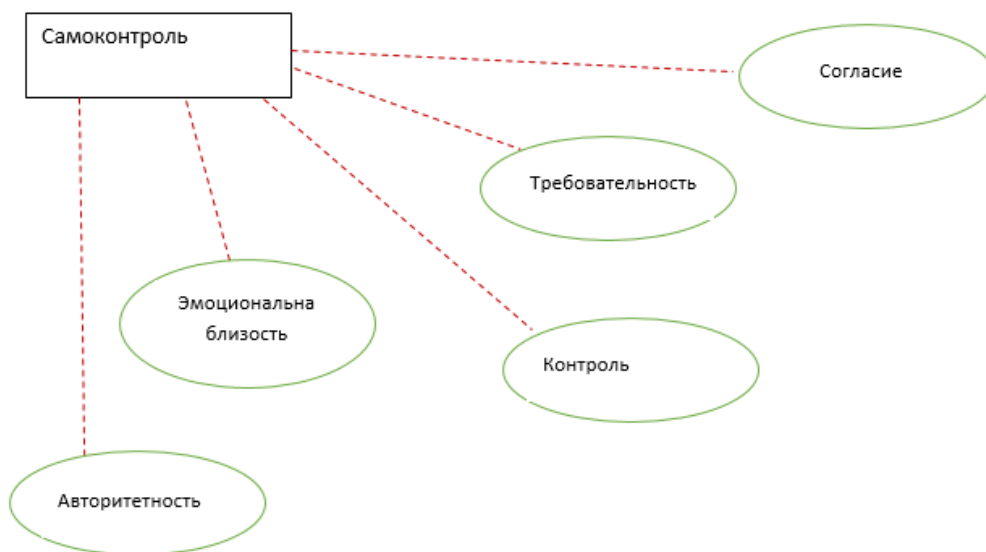 Самоконтроль
Согласие
Требовательность
Эмоциональна
близость
Контроль
Авторитетность